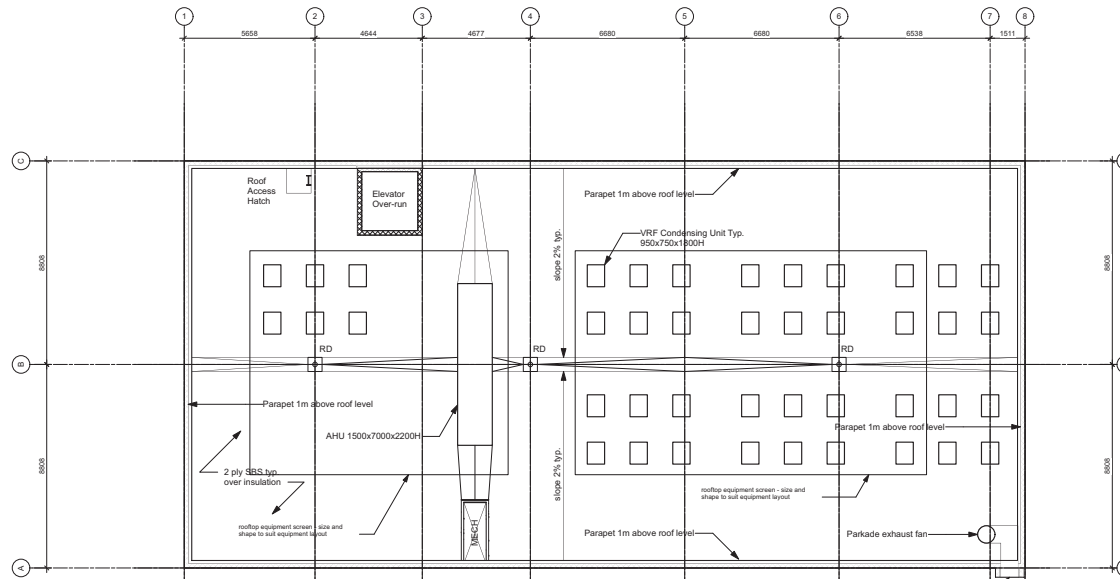 1 2 3 4 5 6 7 8
5658 4644 4677 6680 6680 6538 1511
C
8808
8808
B
8808
8808
A
Roof
Access
Hatch
Elevator
Over-run
Parapet 1m above roof level
VRF Condensing Unit Typ.
950x750x1800H
slope 2% typ.
RD
RD
RD
Parapet 1m above roof level
Parapet 1m above roof level
AHU 1500x7000x2200H
2 ply SBS typ
over insulation
slope 2% typ.
rooftop equipment screen - size and
shape to suit equipment layout
rooftop equipment screen - size and
shape to suit equipment layout
MECH
Parapet 1m above roof level
Parkade exhaust fan